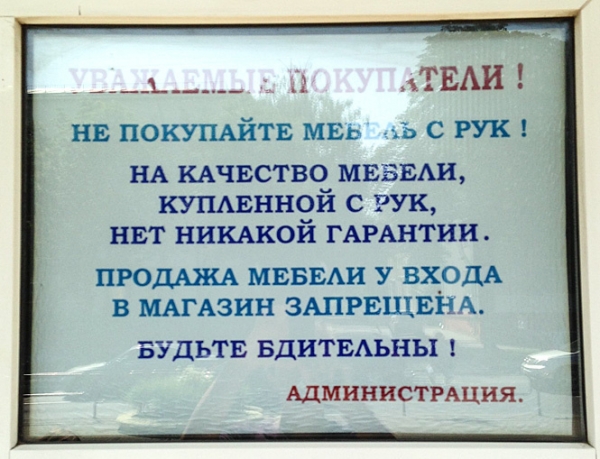 УВАЖАЕМЫЕ ПОКУПАТЕЛИ !
НЕ ПОКУПАЙТЕ МЕБЕЛЬ С РУК !
НА КАЧЕСТВО МЕБЕЛИ,
КУПЛЕННОЙ С РУК,
НЕТ НИКАКОЙ ГАРАНТИИ.
ПРОДАЖА МЕБЕЛИ У ВХОДА
В МАГАЗИН ЗАПРЕЩЕНА.
БУДЬТЕ БДИТЕЛЬНЫ !
АДМИНИСТРАЦИЯ.